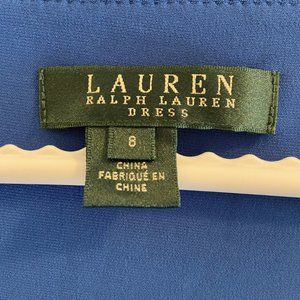 LAUREN
RALPH LAUREN
DRESS
8
CHINA
FABRIQUÉ EN
CHINE